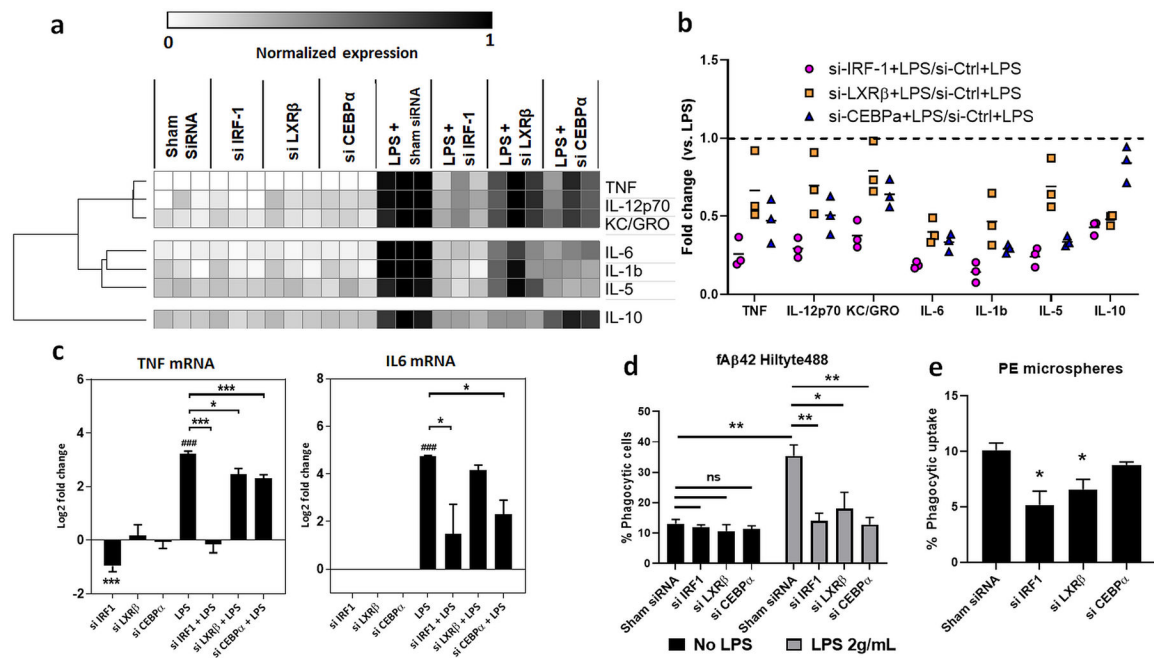 a
0
1
Normalized expression
Sham
SiRNA
si IRF-1
si LXRβ
si CEBPα
LPS +
Sham siRNA
LPS +
si IRF-1
LPS +
si LXRβ
LPS +
si CEBPα
TNF
IL-12p70
KC/GRO
IL-6
IL-1b
IL-5
IL-10
b
si-IRF-1+LPS/si-Ctrl+LPS
si-LXRβ+LPS/si-Ctrl+LPS
si-CEBPa+LPS/si-Ctrl+LPS
Fold change (vs. LPS)
1.5
1.0
0.5
0.0
TNF IL-12p70 KC/GRO IL-6 IL-1b IL-5 IL-10
c
TNF mRNA
Log2 fold change
6
4
2
0
-2
***
*
***
###
***
si IRF1
si LXRβ
si CEBPα
LPS
si IRF1 + LPS
si LXRβ + LPS
si CEBPα + LPS
IL6 mRNA
Log2 fold change
8
6
4
2
0
*
*
###
si IRF1
si LXRβ
si CEBPα
LPS
si IRF1 + LPS
si LXRβ + LPS
si CEBPα + LPS
d
fAβ42 Hiltyte488
% Phagocytic cells
50
40
30
20
10
0
**
*
**
**
ns
Sham siRNA
si IRF1
si LXRβ
si CEBPα
Sham siRNA
si IRF1
si LXRβ
si CEBPα
No LPS
LPS 2g/mL
e
PE microspheres
% Phagocytic uptake
15
10
5
0
*
*
Sham siRNA
si IRF1
si LXRβ
si CEBPα